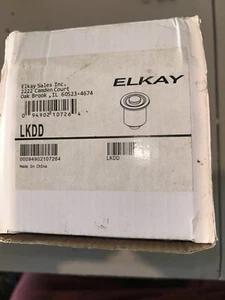 Elkay Sales Inc.
2222 Camden Court
Oak Brook ,IL 60523-4674
ELKAY
0 94902 10726 4
LKDD
00094902107264
LKDD
Made In China